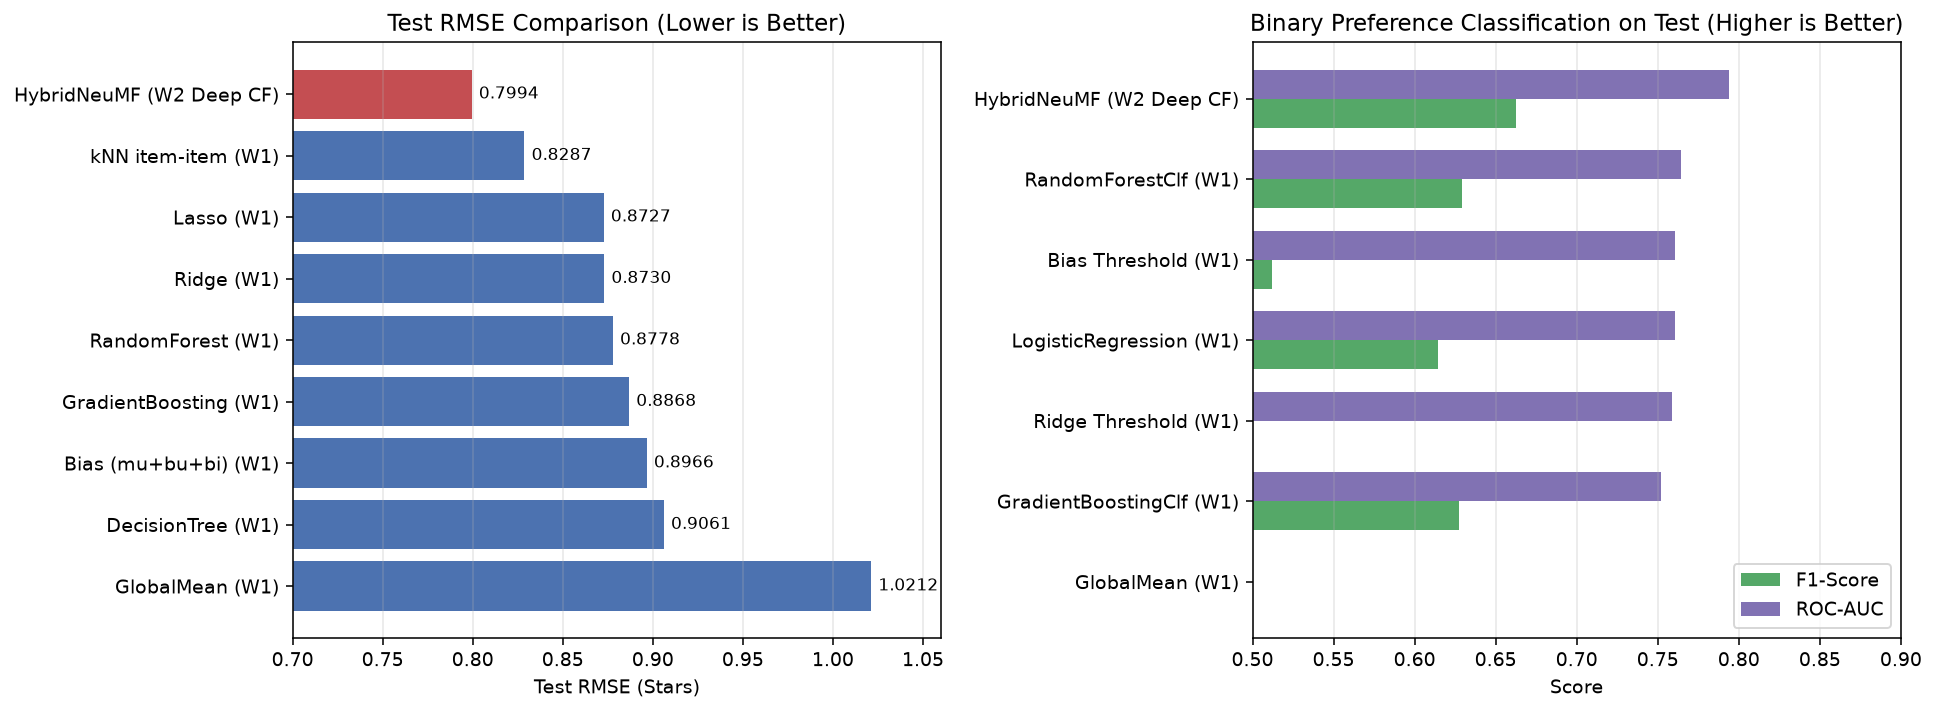 Test RMSE Comparison (Lower is Better)
HybridNeuMF (W2 Deep CF)
0.7994
kNN item-item (W1)
0.8287
Lasso (W1)
0.8727
Ridge (W1)
0.8730
RandomForest (W1)
0.8778
GradientBoosting (W1)
0.8868
Bias (mu+bu+bi) (W1)
0.8966
DecisionTree (W1)
0.9061
GlobalMean (W1)
1.0212
0.70 0.75 0.80 0.85 0.90 0.95 1.00 1.05
Test RMSE (Stars)
Binary Preference Classification on Test (Higher is Better)
HybridNeuMF (W2 Deep CF)
RandomForestClf (W1)
Bias Threshold (W1)
LogisticRegression (W1)
Ridge Threshold (W1)
GradientBoostingClf (W1)
GlobalMean (W1)
F1-Score
ROC-AUC
0.50 0.55 0.60 0.65 0.70 0.75 0.80 0.85 0.90
Score